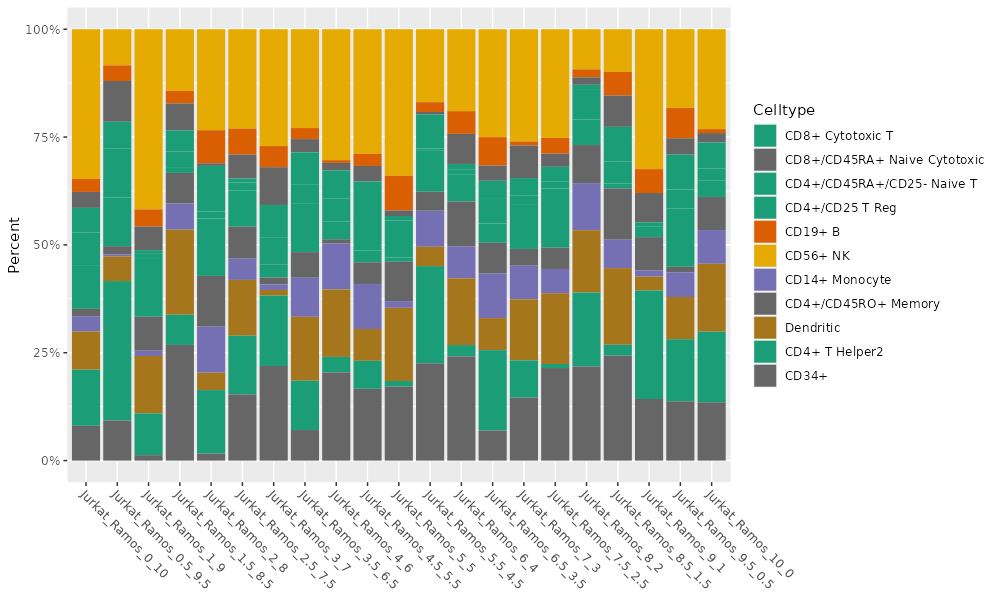 100%
75%
50%
25%
0%
Percent
Jurkat_Ramos_0_10
Jurkat_Ramos_0.5_9.5
Jurkat_Ramos_1_9
Jurkat_Ramos_1.5_8.5
Jurkat_Ramos_2_8
Jurkat_Ramos_2.5_7.5
Jurkat_Ramos_3_7
Jurkat_Ramos_3.5_6.5
Jurkat_Ramos_4_6
Jurkat_Ramos_4.5_5.5
Jurkat_Ramos_5_5
Jurkat_Ramos_5.5_4.5
Jurkat_Ramos_6_4
Jurkat_Ramos_6.5_3.5
Jurkat_Ramos_7_3
Jurkat_Ramos_7.5_2.5
Jurkat_Ramos_8_2
Jurkat_Ramos_8.5_1.5
Jurkat_Ramos_9_1
Jurkat_Ramos_9.5_0.5
Jurkat_Ramos_10_0
Celltype
CD8+ Cytotoxic T
CD8+/CD45RA+ Naive Cytotoxic
CD4+/CD45RA+/CD25- Naive T
CD4+/CD25 T Reg
CD19+ B
CD56+ NK
CD14+ Monocyte
CD4+/CD45RO+ Memory
Dendritic
CD4+ T Helper2
CD34+